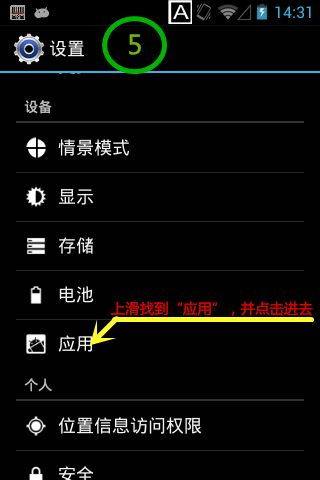 A
14:31
设置
5
设备
情景模式
显示
存储
电池
上滑找到“应用”，并点击进去
应用
个人
位置信息访问权限
安全